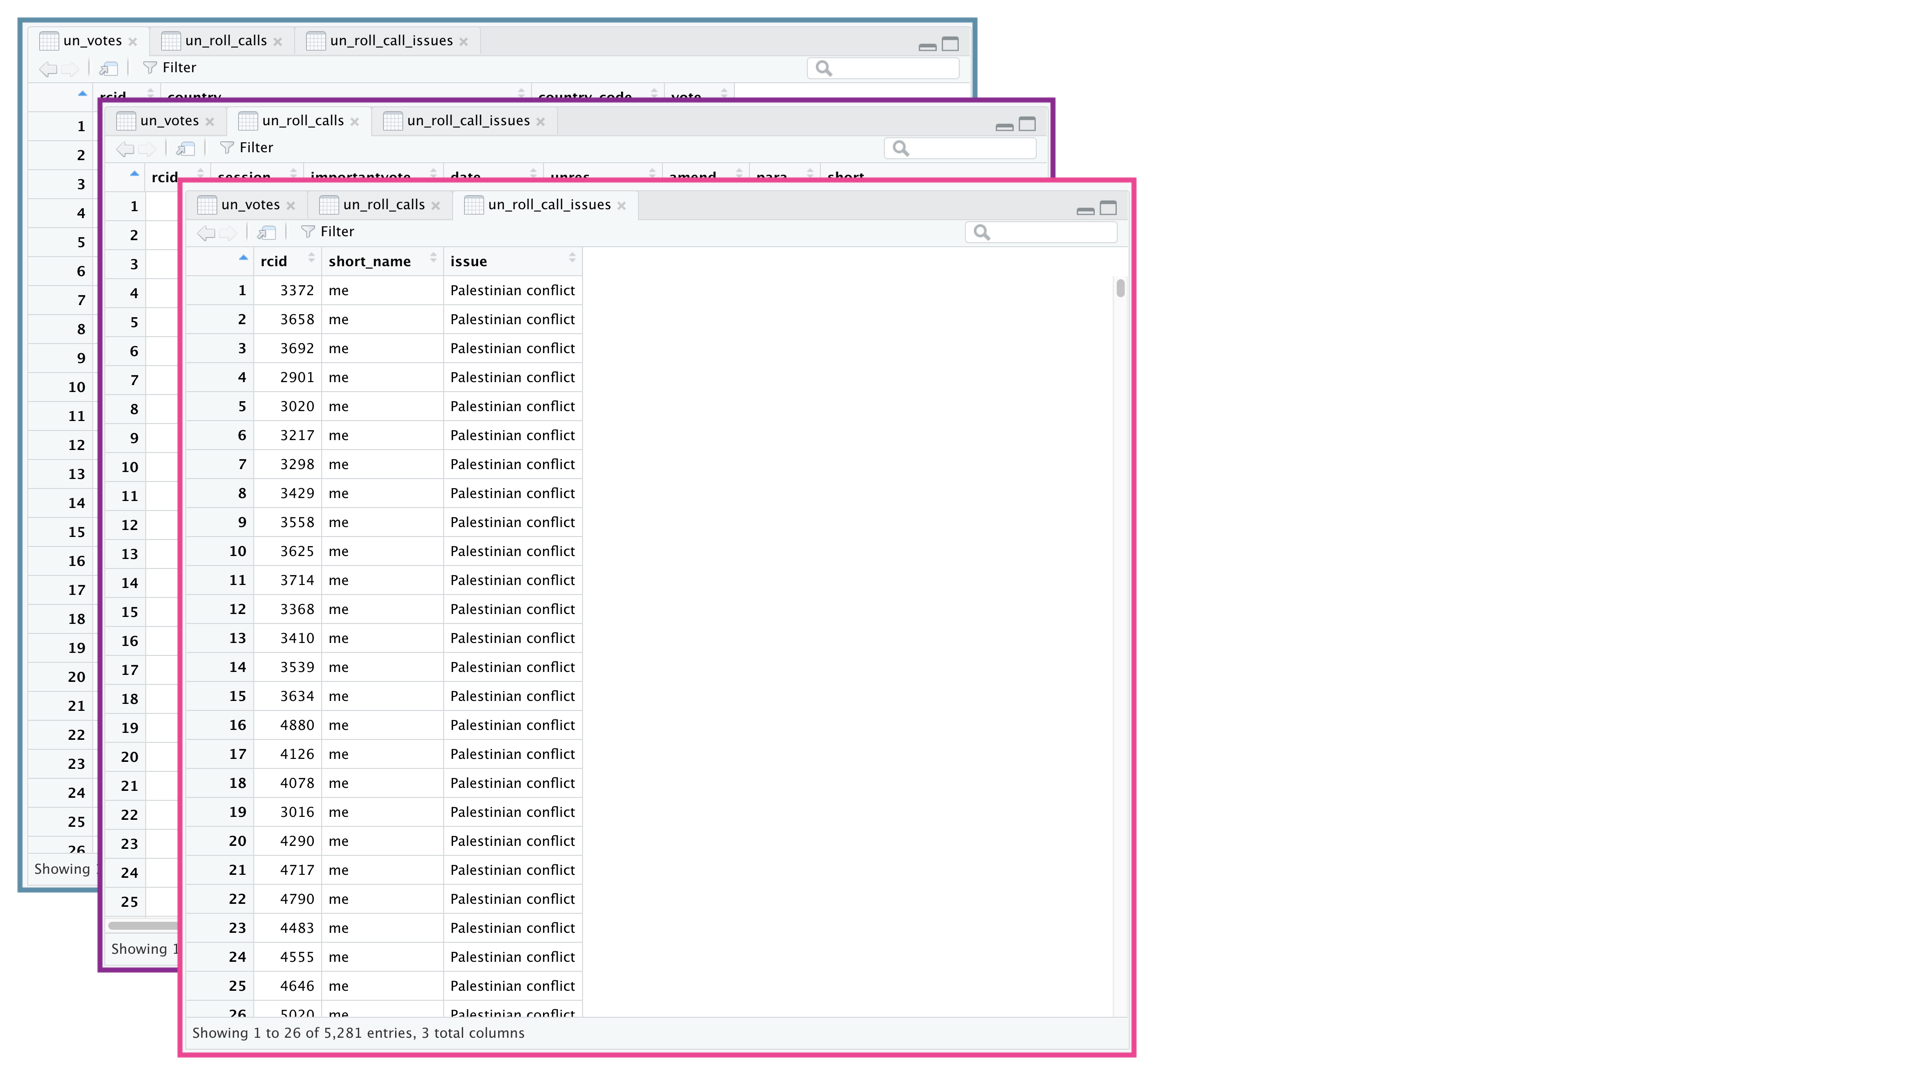 un_votes × un_roll_calls × un_roll_call_issues ×
Filter
rcid country country_code vote
1
2
3
4
5
6
7
8
9
10
11
12
13
14
15
16
17
18
19
20
21
22
23
24
25
26
Showing
un_votes × un_roll_calls × un_roll_call_issues ×
Filter
rcid session importantvote date unres amend para short
1
2
3
4
5
6
7
8
9
10
11
12
13
14
15
16
17
18
19
20
21
22
23
24
25
Showing 1
un_votes × un_roll_calls × un_roll_call_issues ×
Filter
rcid short_name issue
1 3372 me Palestinian conflict
2 3658 me Palestinian conflict
3 3692 me Palestinian conflict
4 2901 me Palestinian conflict
5 3020 me Palestinian conflict
6 3217 me Palestinian conflict
7 3298 me Palestinian conflict
8 3429 me Palestinian conflict
9 3558 me Palestinian conflict
10 3625 me Palestinian conflict
11 3714 me Palestinian conflict
12 3368 me Palestinian conflict
13 3410 me Palestinian conflict
14 3539 me Palestinian conflict
15 3634 me Palestinian conflict
16 4880 me Palestinian conflict
17 4126 me Palestinian conflict
18 4078 me Palestinian conflict
19 3016 me Palestinian conflict
20 4290 me Palestinian conflict
21 4717 me Palestinian conflict
22 4790 me Palestinian conflict
23 4483 me Palestinian conflict
24 4555 me Palestinian conflict
25 4646 me Palestinian conflict
26 5020 me Palestinian conflict
Showing 1 to 26 of 5,281 entries, 3 total columns